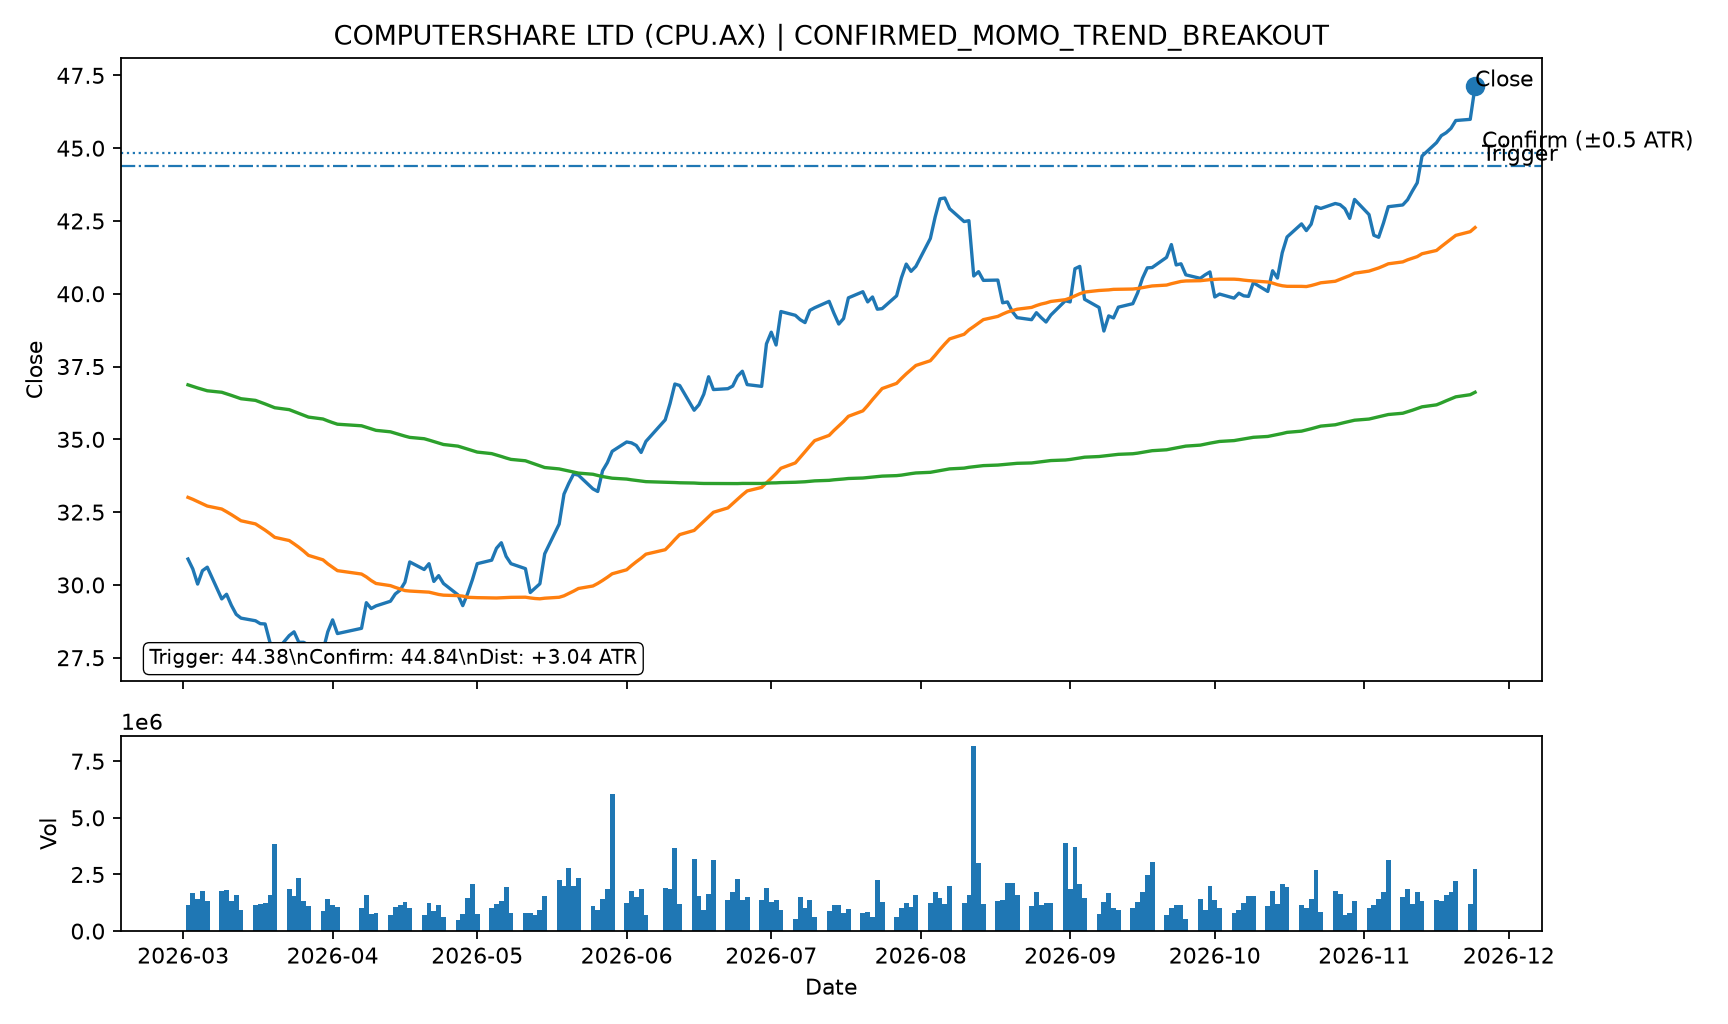 COMPUTERSHARE LTD (CPU.AX) | CONFIRMED_MOMO_TREND_BREAKOUT
Close
47.5
45.0
42.5
40.0
37.5
35.0
32.5
30.0
27.5
Close
Confirm (±0.5 ATR)
Trigger
Trigger: 44.38\nConfirm: 44.84\nDist: +3.04 ATR
1e6
Vol
7.5
5.0
2.5
0.0
2026-03 2026-04 2026-05 2026-06 2026-07 2026-08 2026-09 2026-10 2026-11 2026-12
Date